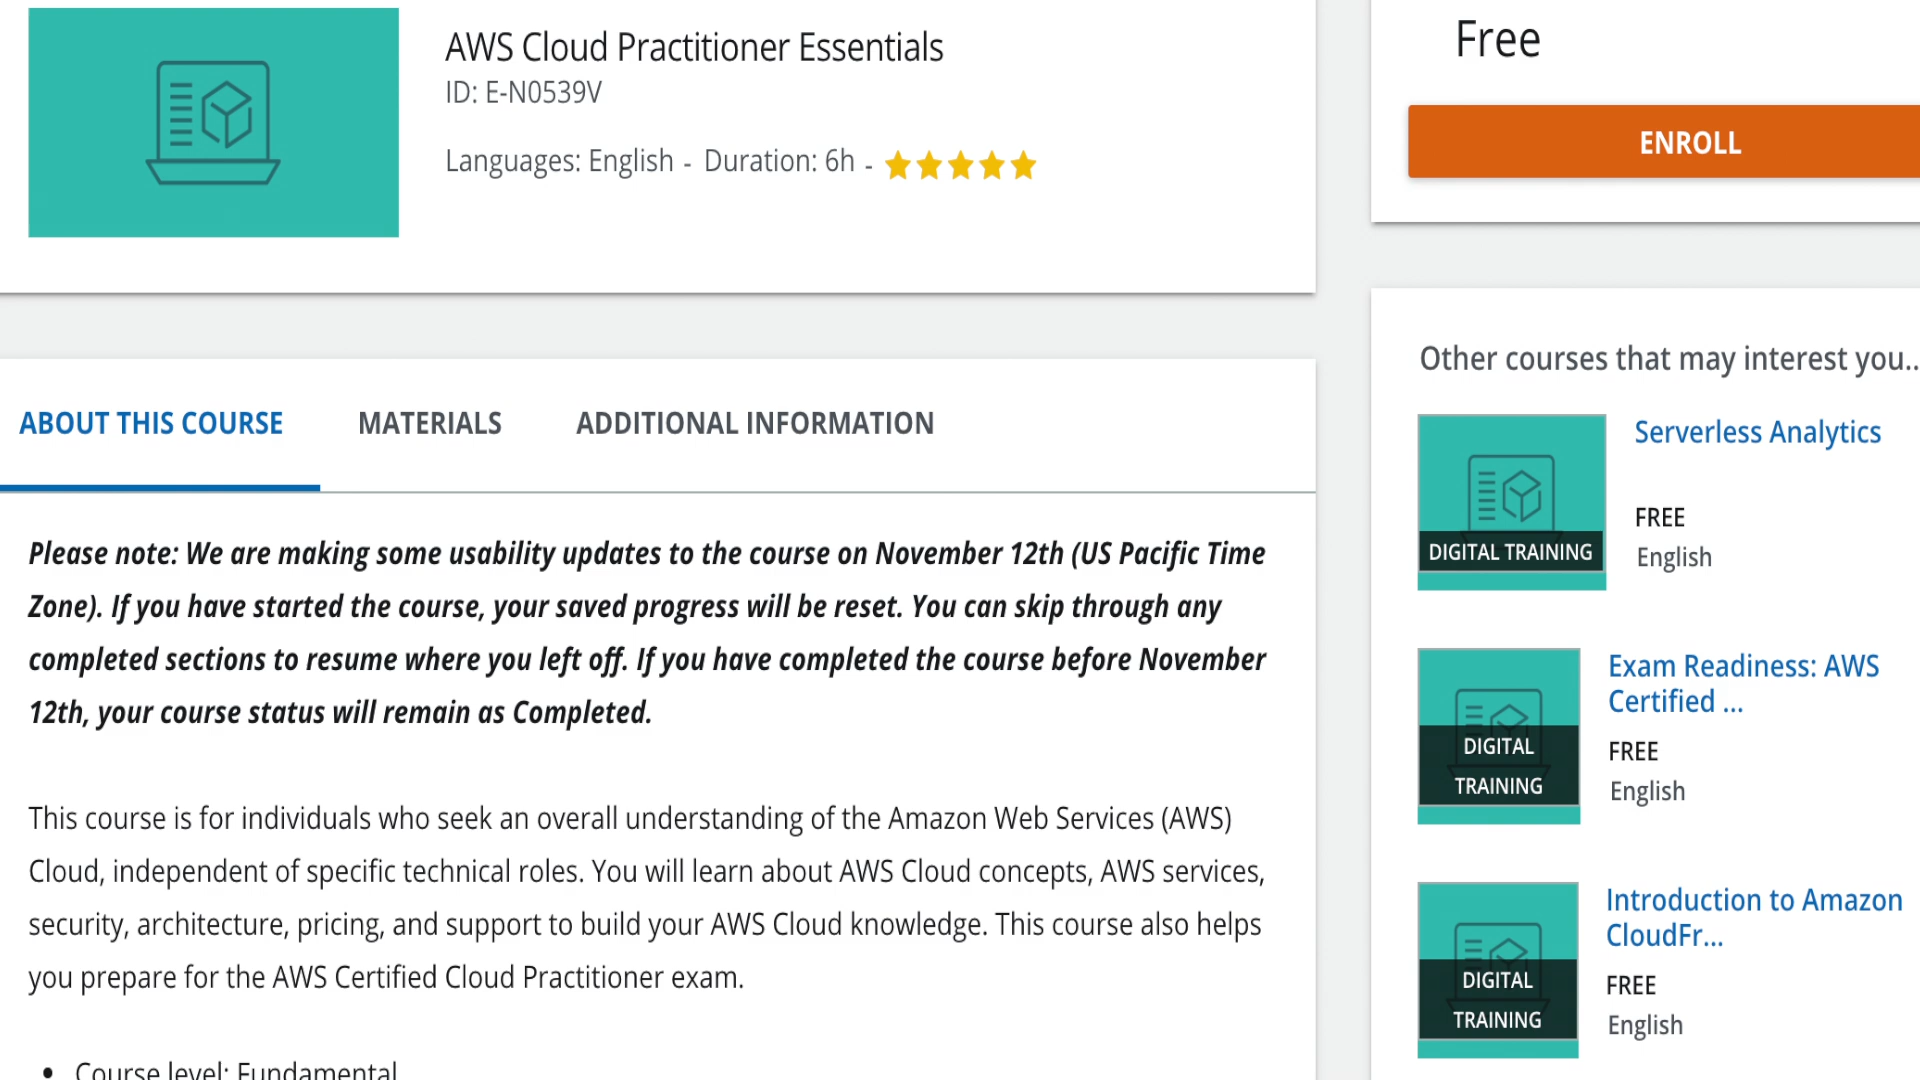 AWS Cloud Practitioner Essentials
ID: E-N0539V
Languages: English - Duration: 6h -
Free
ENROLL
ABOUT THIS COURSE
MATERIALS
ADDITIONAL INFORMATION
Please note: We are making some usability updates to the course on November 12th (US Pacific Time
Zone). If you have started the course, your saved progress will be reset. You can skip through any
completed sections to resume where you left off. If you have completed the course before November
12th, your course status will remain as Completed.
This course is for individuals who seek an overall understanding of the Amazon Web Services (AWS)
Cloud, independent of specific technical roles. You will learn about AWS Cloud concepts, AWS services,
security, architecture, pricing, and support to build your AWS Cloud knowledge. This course also helps
you prepare for the AWS Certified Cloud Practitioner exam.
• Course level: Fundamental
Other courses that may interest you..
DIGITAL TRAINING
Serverless Analytics
FREE
English
DIGITAL
TRAINING
Exam Readiness: AWS
Certified ...
FREE
English
DIGITAL
TRAINING
Introduction to Amazon
CloudFr...
FREE
English